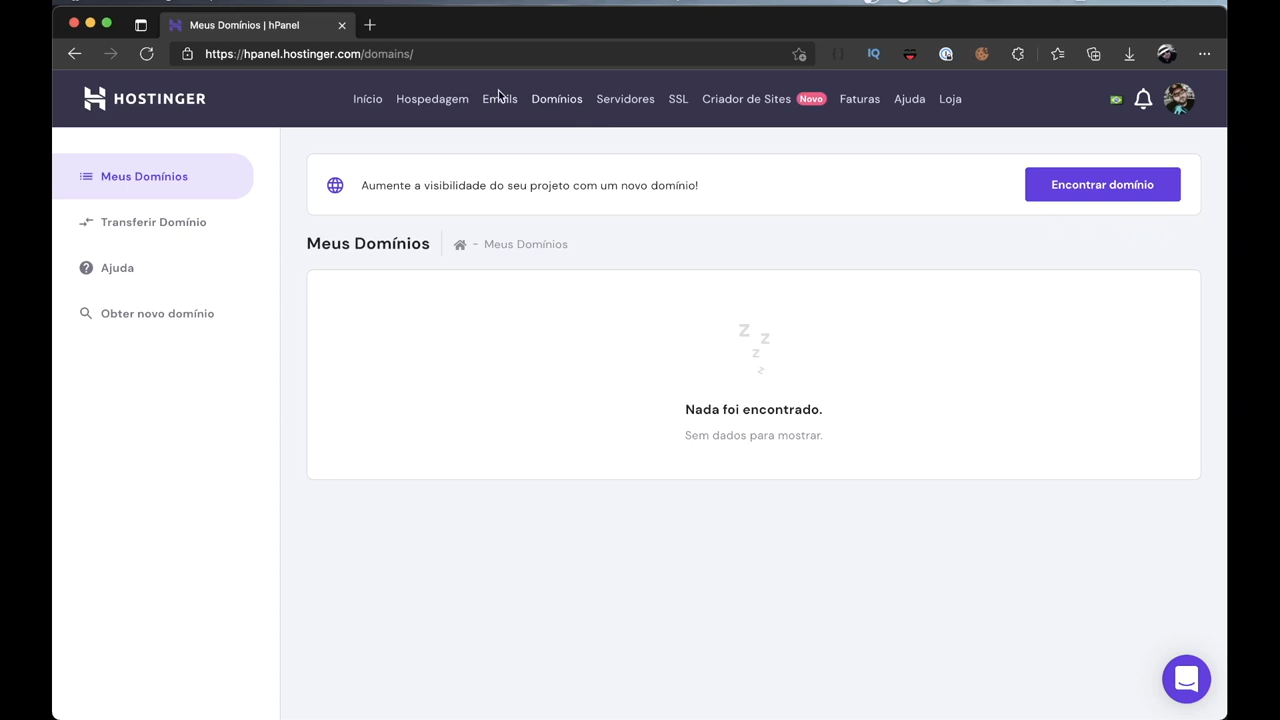 Meus Domínios | hPanel
https://hpanel.hostinger.com/domains/
IQ
HOSTINGER
Início Hospedagem Emails Domínios Servidores SSL Criador de Sites Novo Faturas Ajuda Loja
Meus Domínios
Transferir Domínio
Ajuda
Obter novo domínio
Aumente a visibilidade do seu projeto com um novo domínio!
Encontrar domínio
Meus Domínios - Meus Domínios
z z
z
z
Nada foi encontrado.
Sem dados para mostrar.